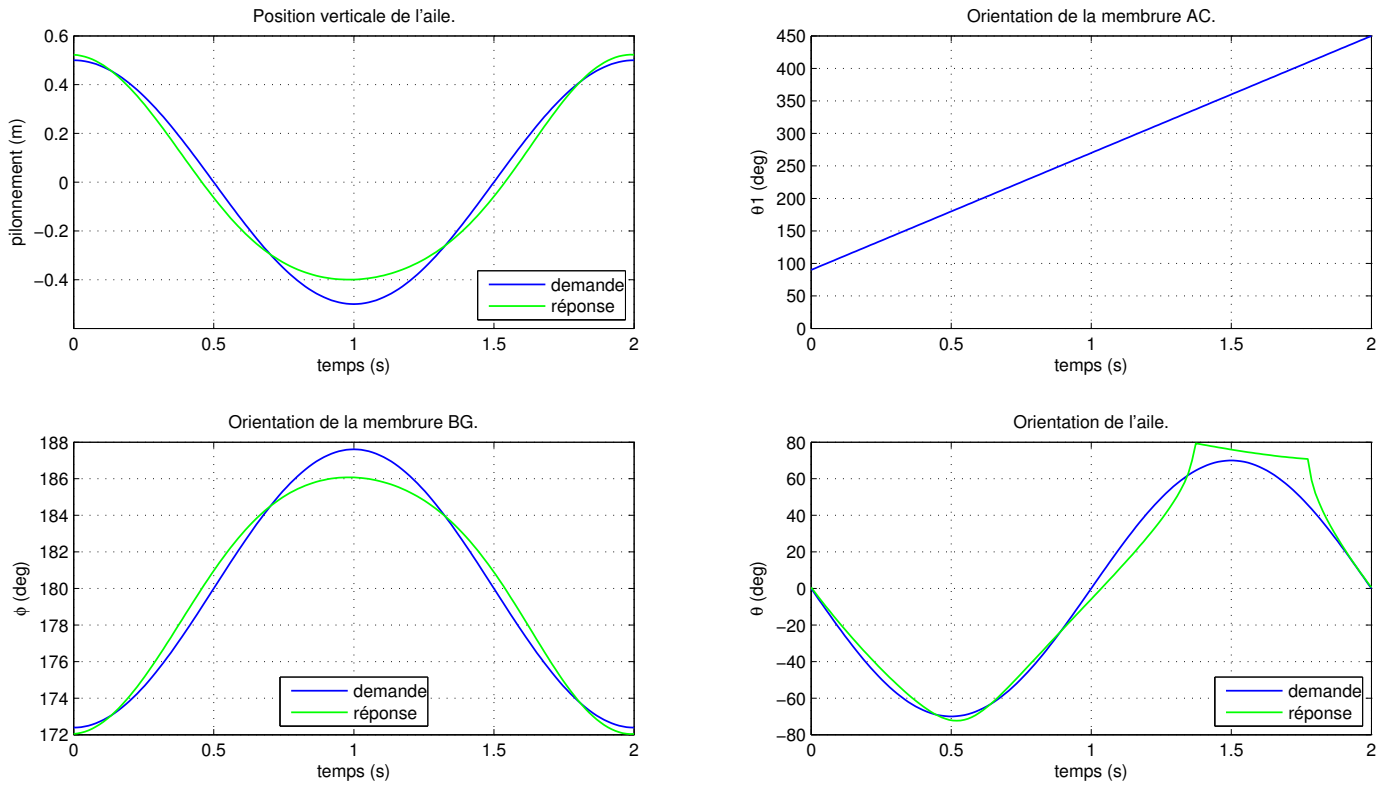 Position verticale de l'aile.
0.6
0.4
0.2
0
−0.2
−0.4
pilonnement (m)
demande
réponse
0 0.5 1 1.5 2
temps (s)
Orientation de la membrure AC.
450
400
350
300
250
200
150
100
50
0
θ1 (deg)
0 0.5 1 1.5 2
temps (s)
Orientation de la membrure BG.
188
186
184
182
180
178
176
174
172
ϕ (deg)
demande
réponse
0 0.5 1 1.5 2
temps (s)
Orientation de l'aile.
80
60
40
20
0
−20
−40
−60
−80
θ (deg)
demande
réponse
0 0.5 1 1.5 2
temps (s)